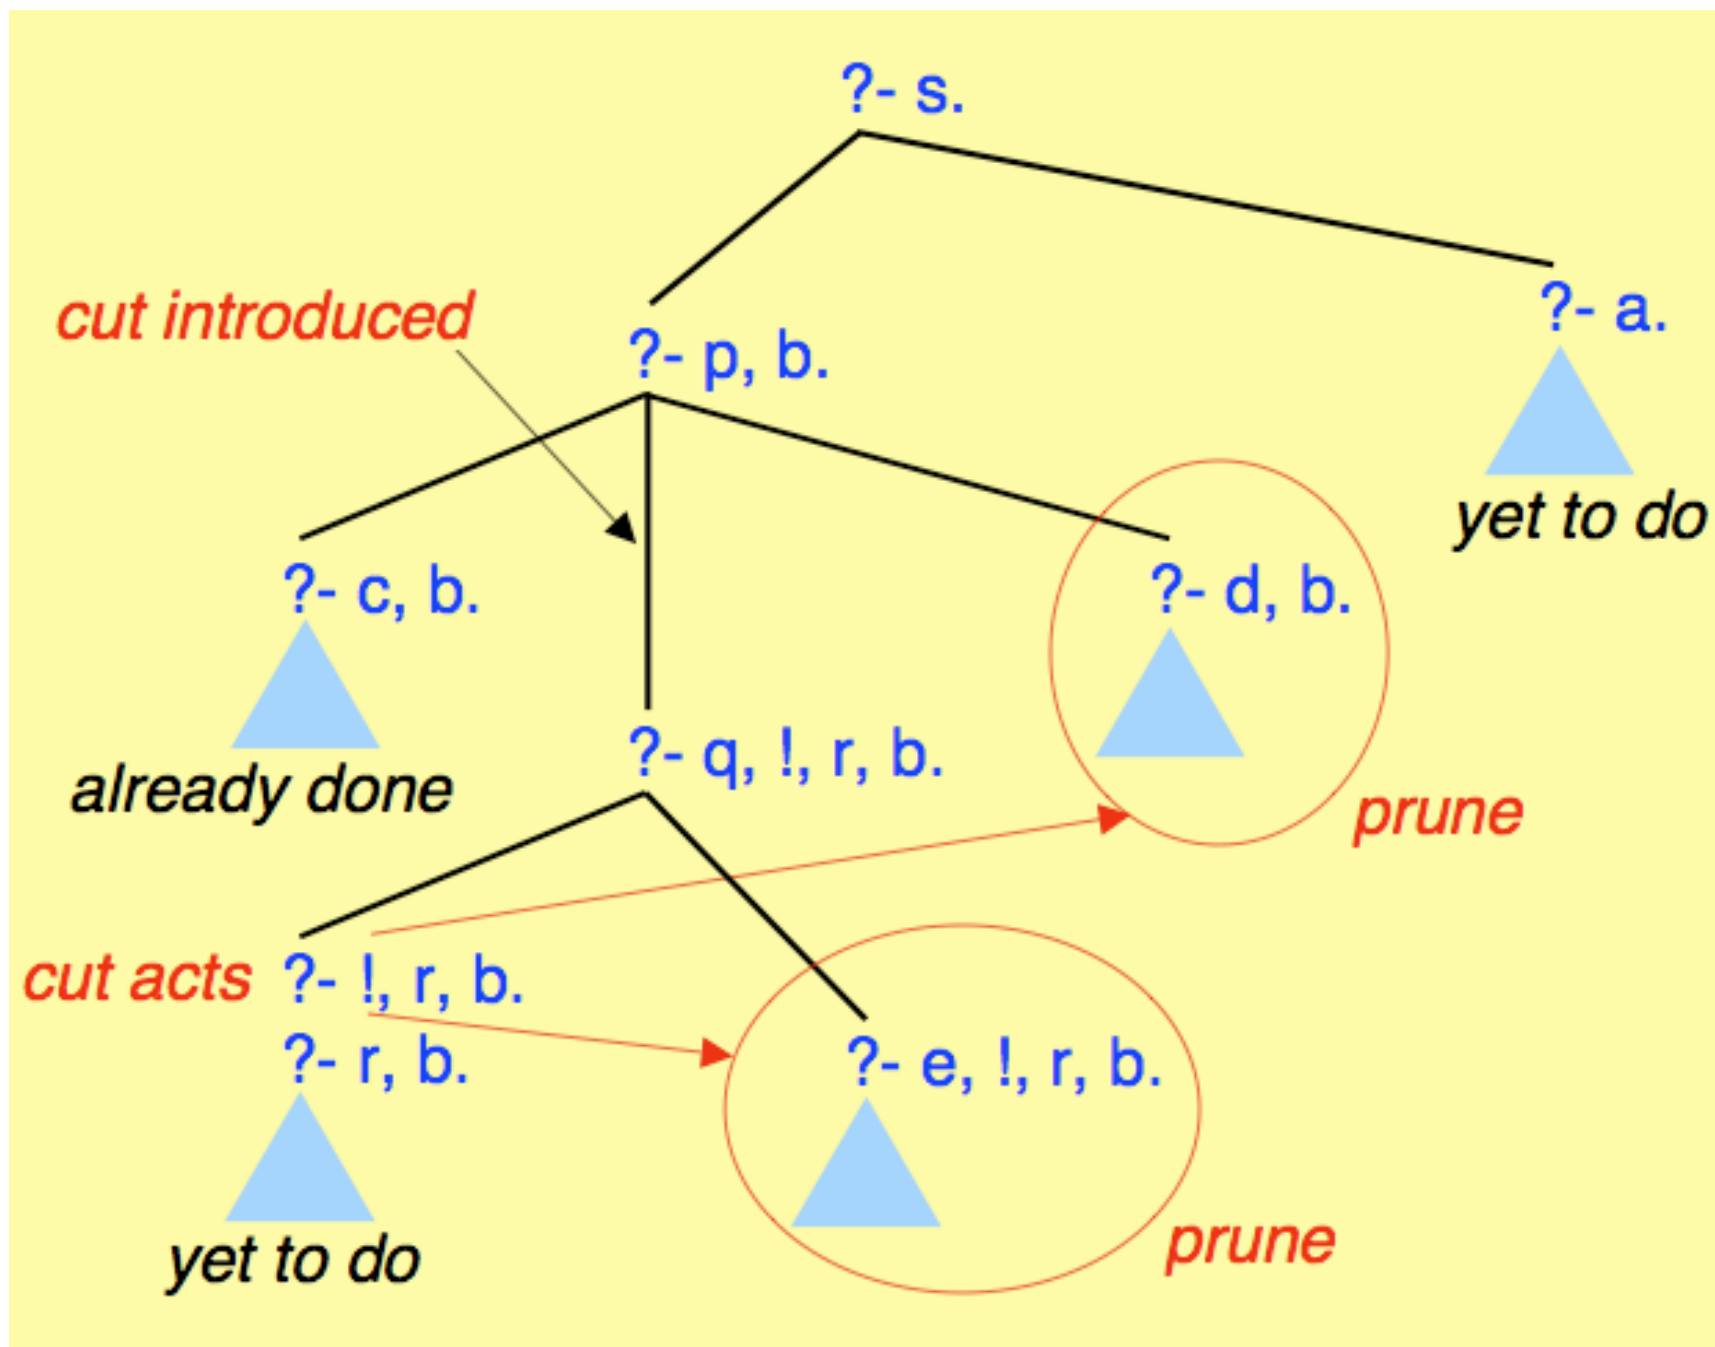 ?- s.
?- a.
cut introduced
?- p, b.
yet to do
?- c, b.
?- d, b.
?- q, !, r, b.
already done
prune
cut acts ?- !, r, b.
?- r, b.
?- e, !, r, b.
yet to do
prune